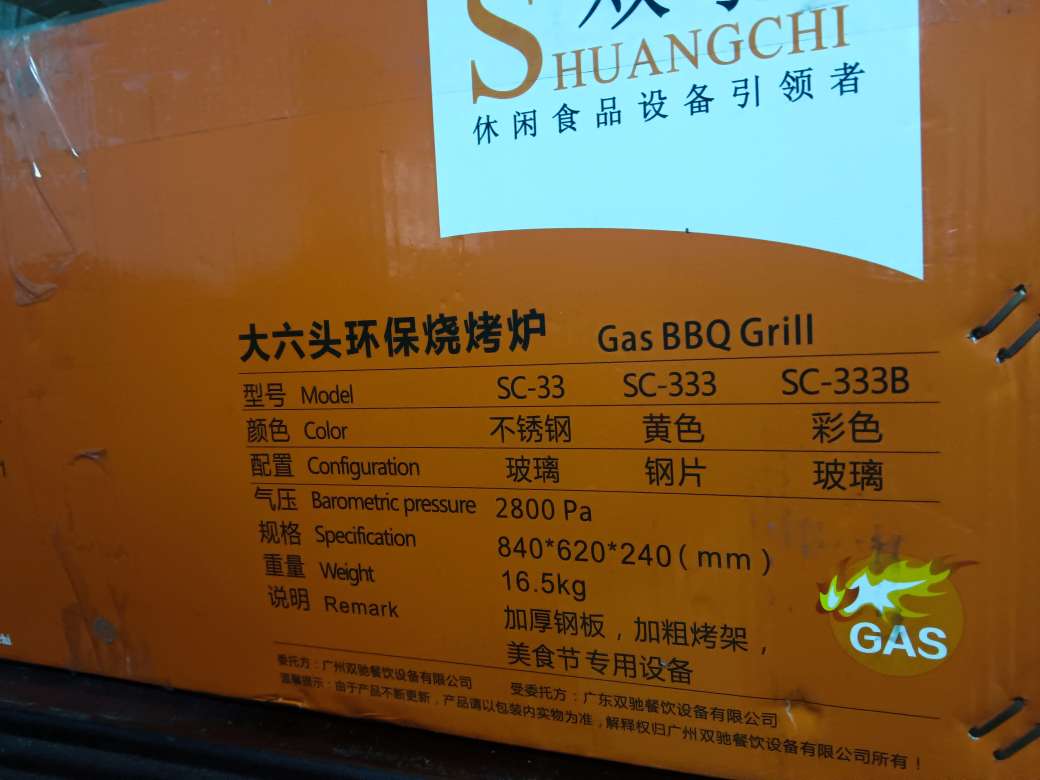 SHUANGCHI
休闲食品设备引领者
大六头环保烧烤炉 Gas BBQ Grill
型号 Model SC-33 SC-333 SC-333B
颜色 Color 不锈钢 黄色 彩色
配置 Configuration 玻璃 钢片 玻璃
气压 Barometric pressure 2800 Pa
规格 Specification 840*620*240(mm)
重量 Weight 16.5kg
说明 Remark 加厚钢板，加粗烤架，
美食节专用设备
GAS
委托方：广州双驰餐饮设备有限公司 受委托方：广东双驰餐饮设备有限公司
温馨提示：由于产品不断更新，产品请以包装内实物为准，解释权归广州双驰餐饮设备有限公司所有！